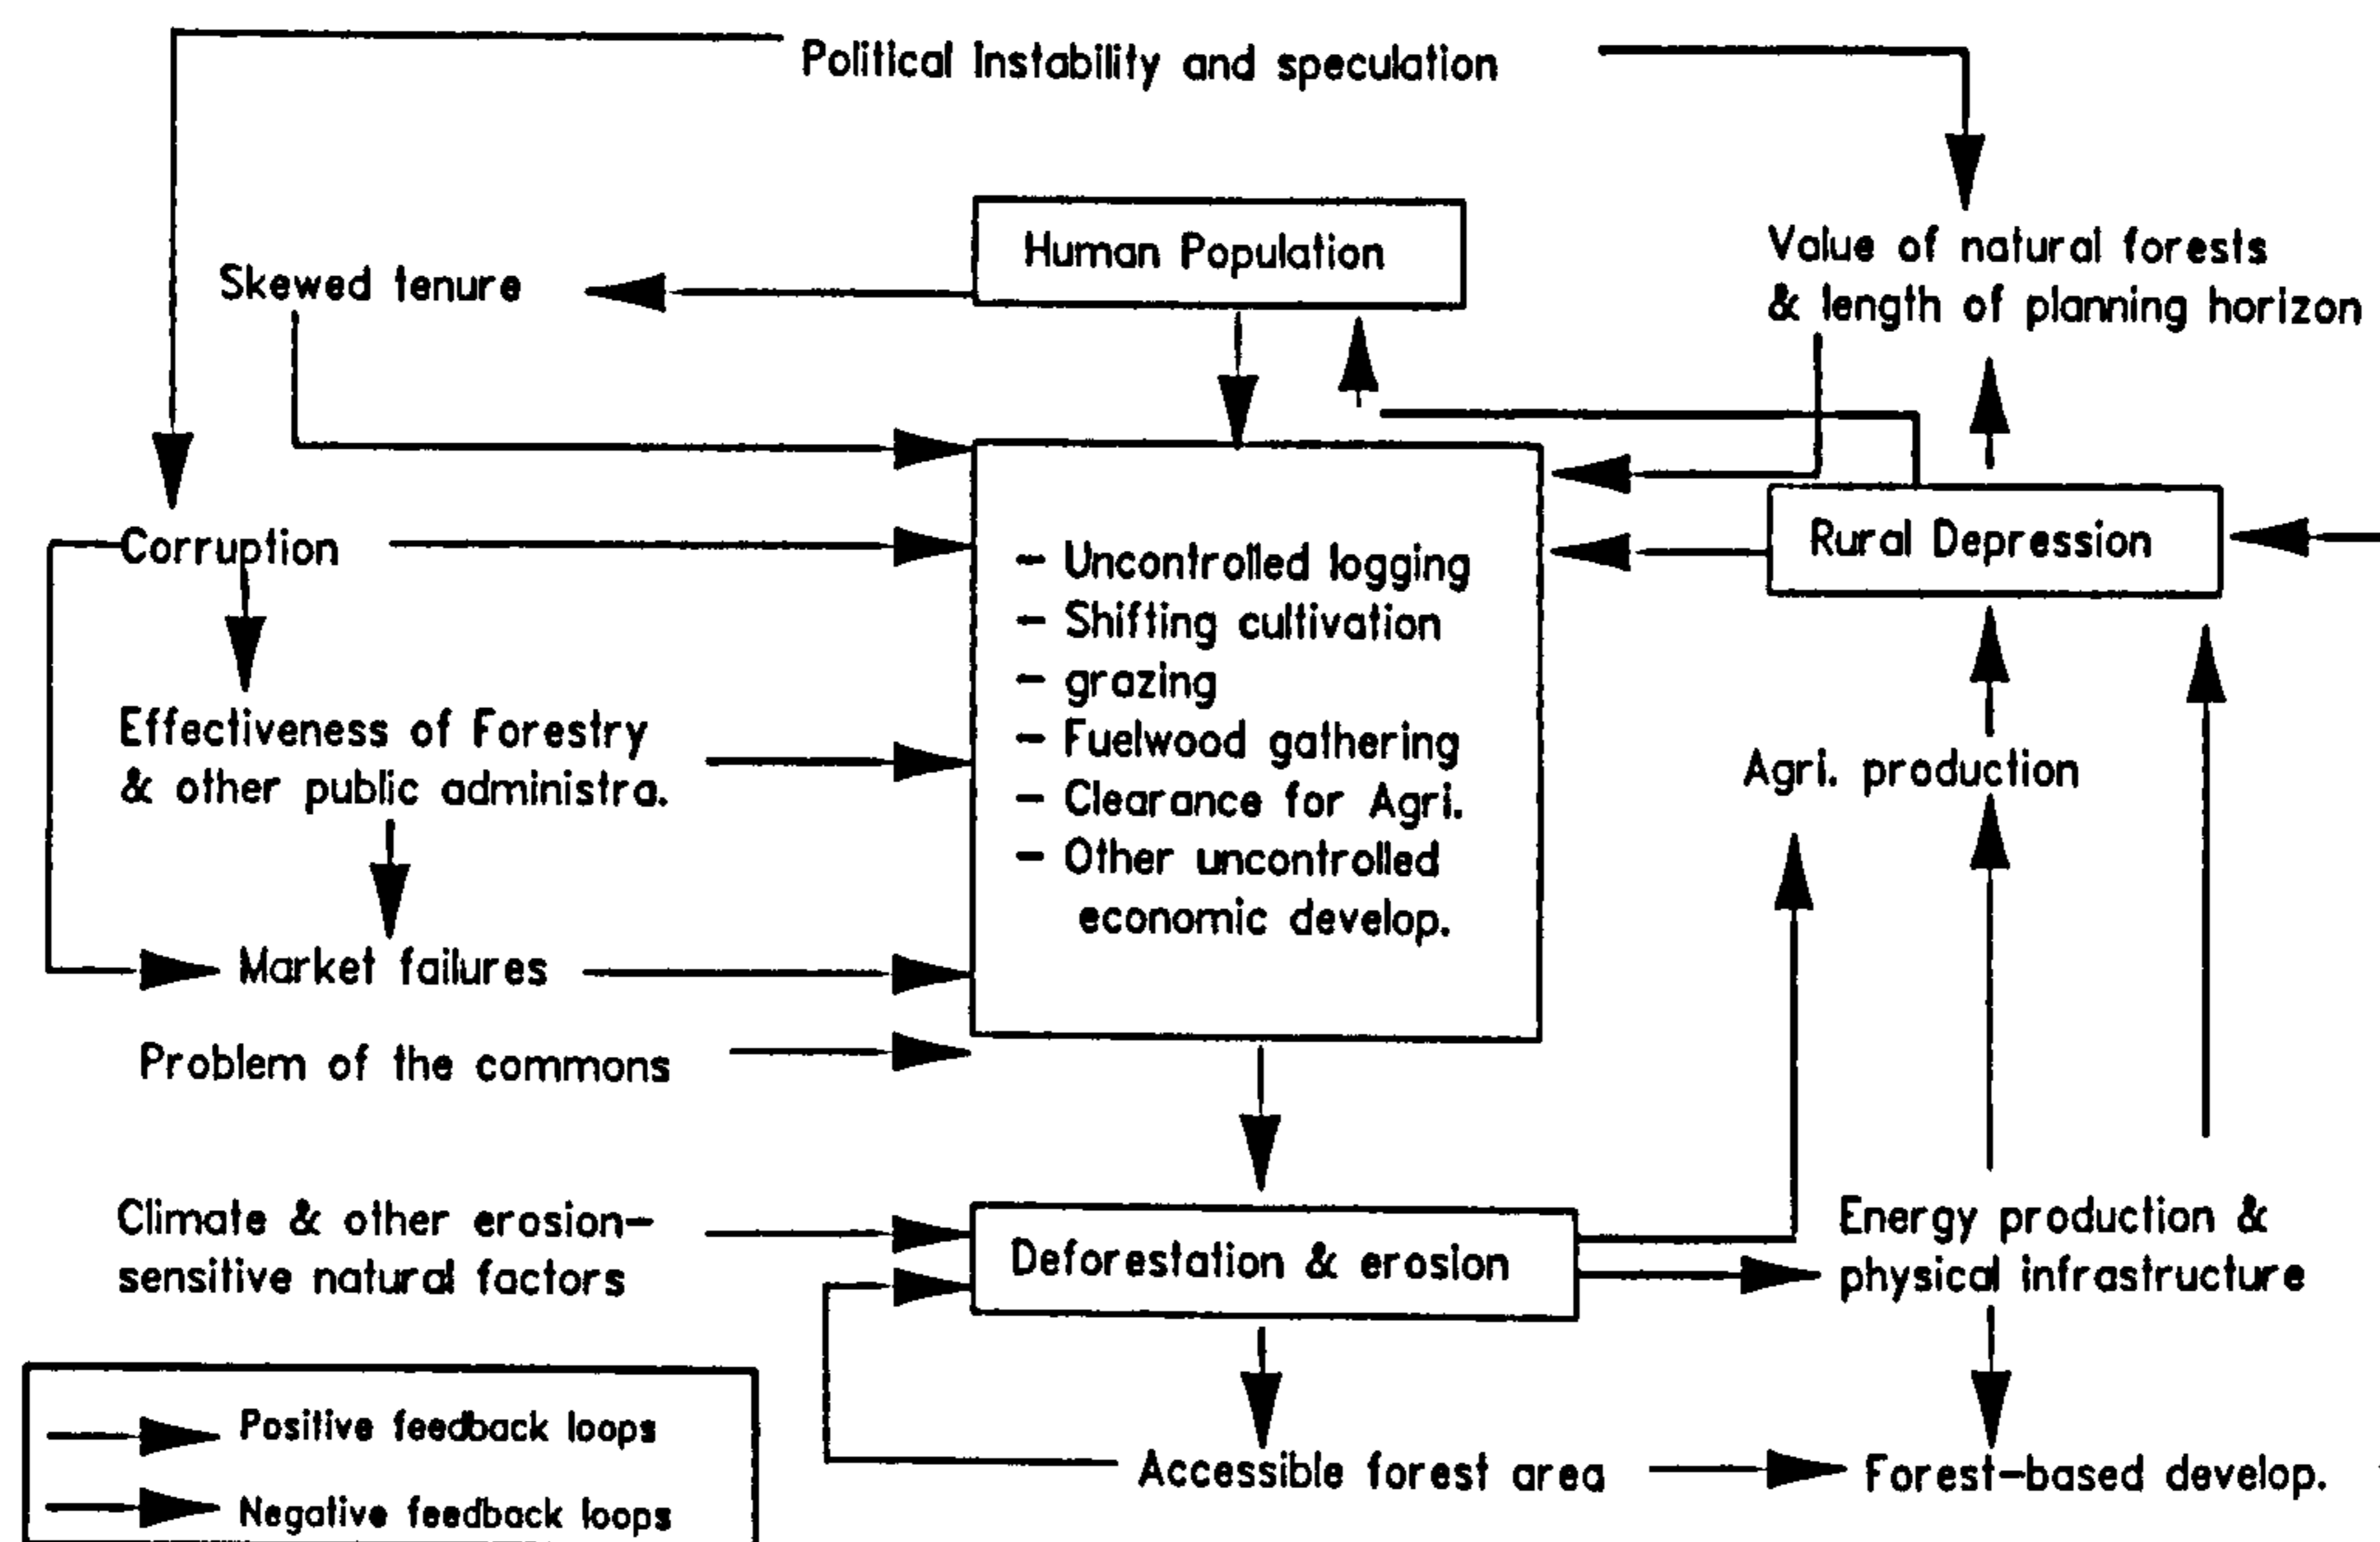 Political Instability and speculation
Human Population
Skewed tenure
Value of natural forests
& length of planning horizon
Corruption
Rural Depression
- Uncontrolled logging
- Shifting cultivation
- grazing
- Fuelwood gathering
- Clearance for Agri.
- Other uncontrolled
economic develop.
Effectiveness of Forestry
& other public administra.
Agri. production
Market failures
Problem of the commons
Climate & other erosion-
sensitive natural factors
Deforestation & erosion
Energy production &
physical infrastructure
Accessible forest area
Forest-based develop.
Positive feedback loops
Negative feedback loops